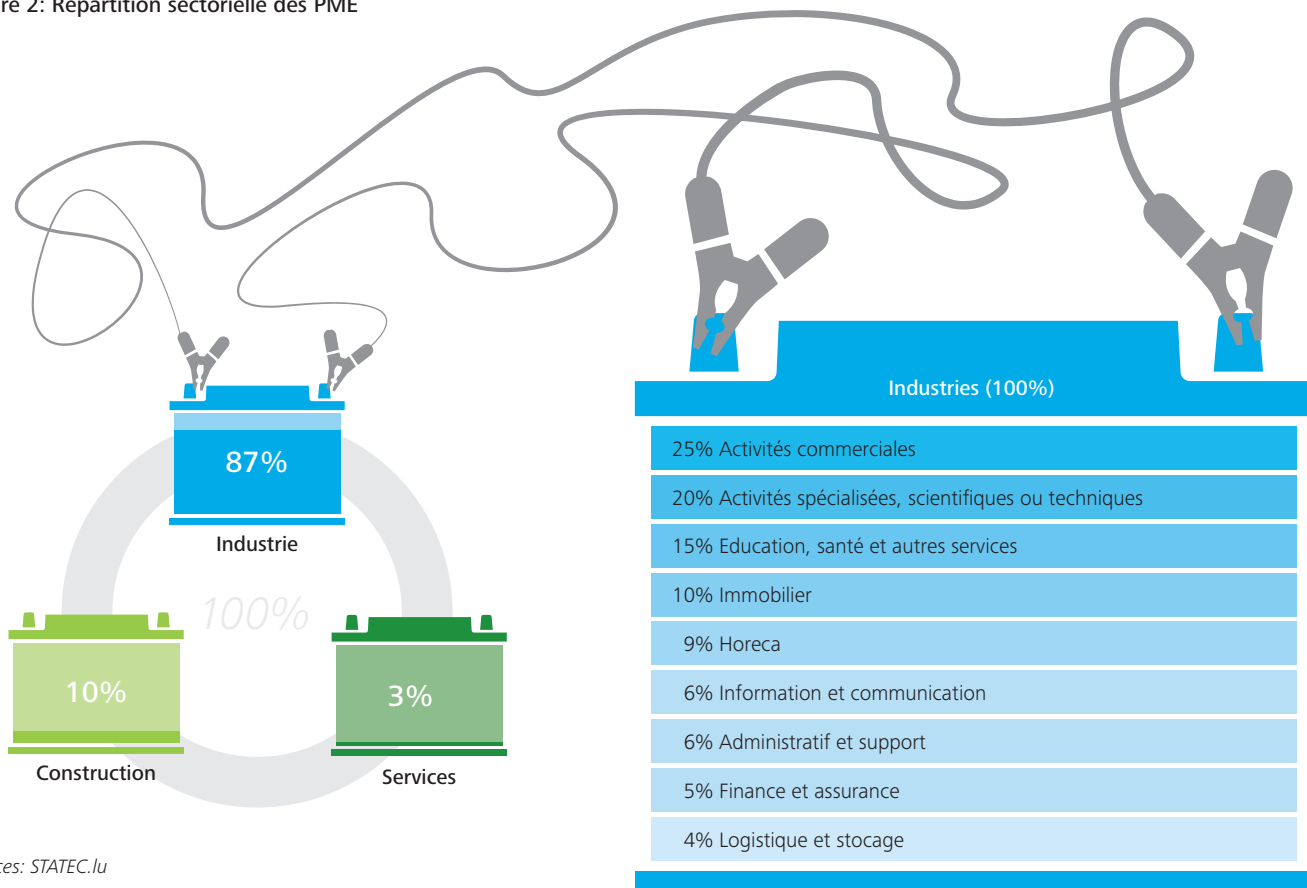 re 2: Répartition sectorielle des PME
87%
Industrie
100%
10%
Construction
3%
Services
Industries (100%)
25% Activités commerciales
20% Activités spécialisées, scientifiques ou techniques
15% Education, santé et autres services
10% Immobilier
9% Horeca
6% Information et communication
6% Administratif et support
5% Finance et assurance
4% Logistique et stocage
ces: STATEC.lu